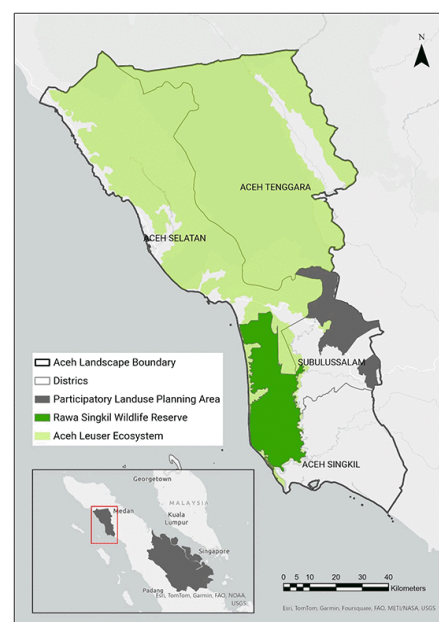 N
ACEH TENGGARA
ACEH SELATAN
SUBULUSSALAM
ACEH SINGKIL
Aceh Landscape Boundary
Districs
Participatory Landuse Planning Area
Rawa Singkil Wildlife Reserve
Aceh Leuser Ecosystem
Georgetown
MALAYSIA
Medan
Kuala
Lumpur
Singapore
Padang
Esri, TomTom, Garmin, FAO, NOAA,
USGS
0 5 10 20 30 40
Kilometers
Esri, TomTom, Garmin, Foursquare, FAO, METI/NASA, USGS